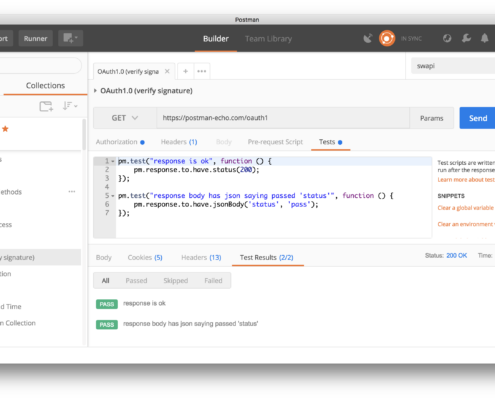 Postman
ort
Runner
Builder
Team Library
IN SYNC
OAuth1.0 (verify signa
swapi
Collections
OAuth1.0 (verify signature)
GET
https://postman-echo.com/oauth1
Params
Send
Authorization
Headers (1)
Body
Pre-request Script
Tests
1 pm.test("response is ok", function () {
2 pm.response.to.have.status(200);
3 });
4
5 pm.test("response body has json saying passed 'status'", function () {
6 pm.response.to.have.jsonBody('status', 'pass');
7 });
Test scripts are written
run after the response
Learn more about test
SNIPPETS
Clear a global variable
Clear an environment
ethods
cess
y signature)
tion
d Time
n Collection
Body
Cookies (5)
Headers (13)
Test Results (2/2)
Status: 200 OK
Time:
All
Passed
Skipped
Failed
PASS response is ok
PASS response body has json saying passed 'status'